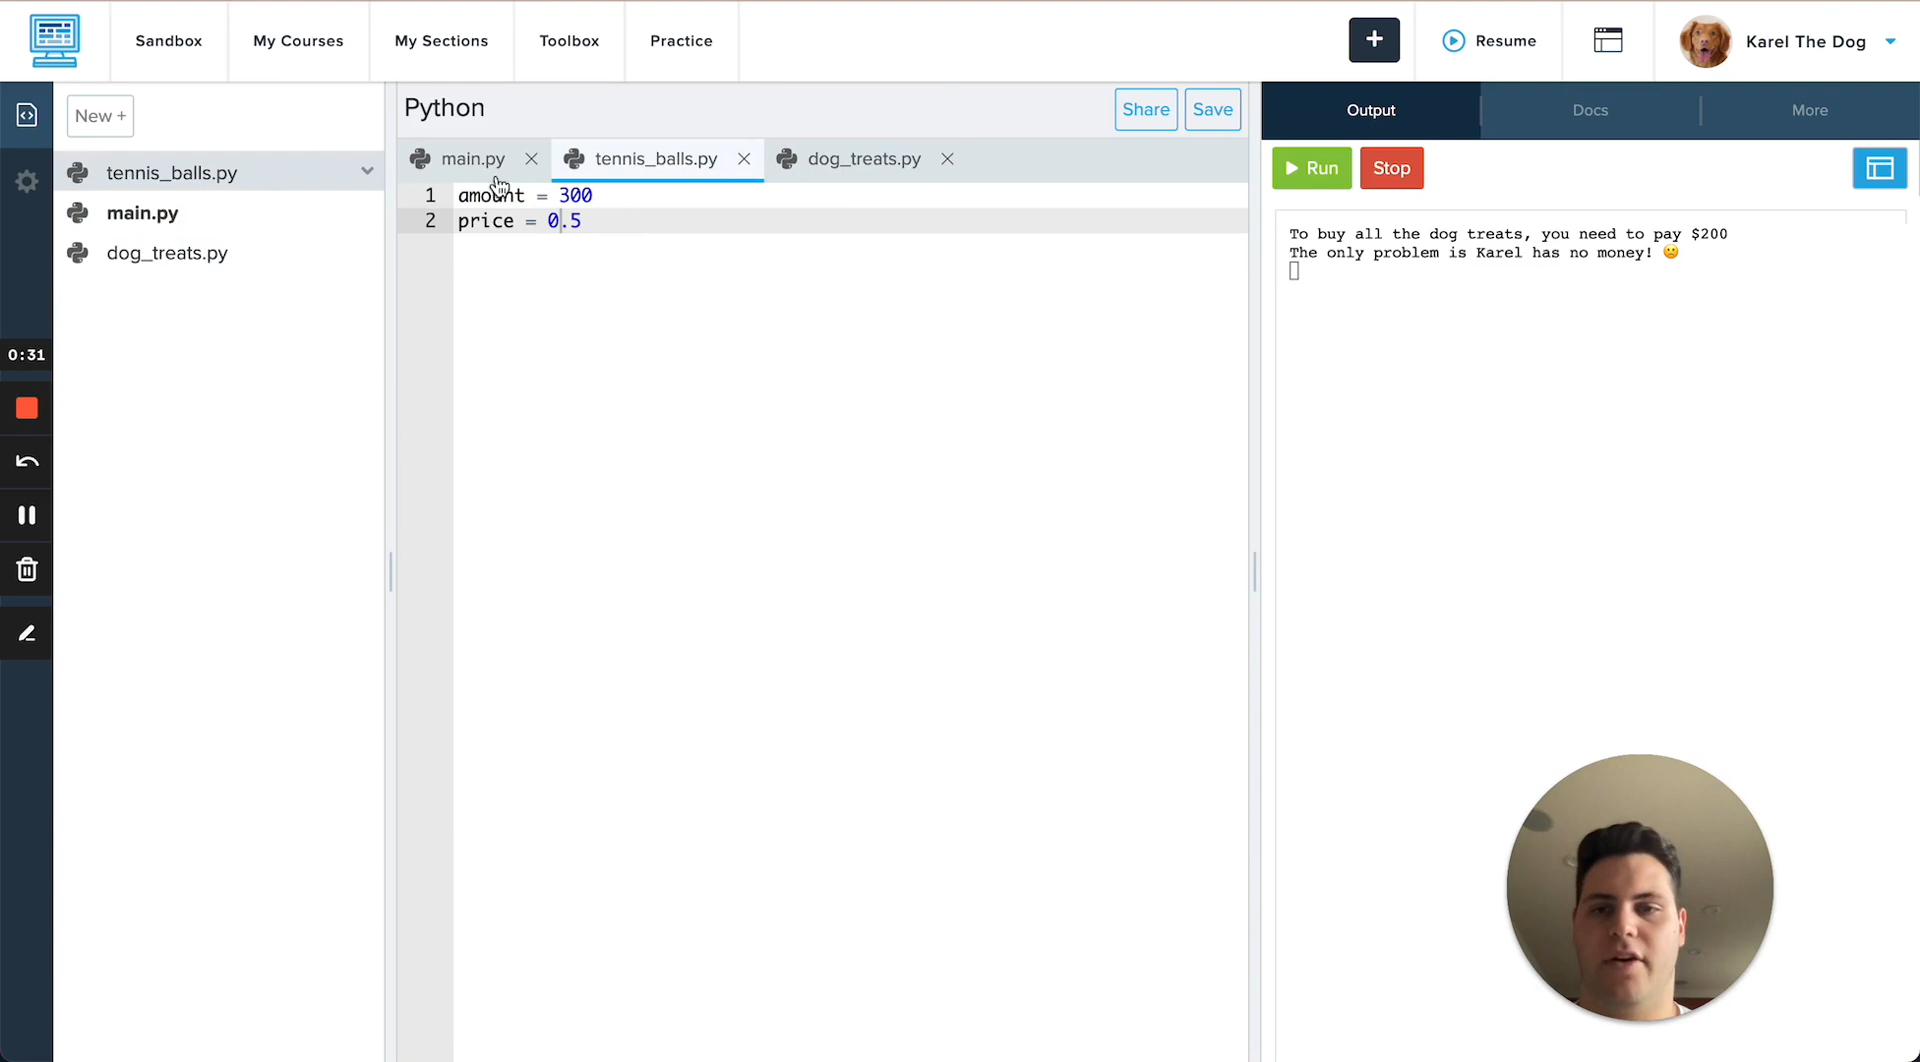 Sandbox
My Courses
My Sections
Toolbox
Practice
+
Resume
Karel The Dog
New +
tennis_balls.py
main.py
dog_treats.py
0:31
Python
Share
Save
main.py
tennis_balls.py
dog_treats.py
1 amount = 300
2 price = 0.5
Output
Docs
More
Run
Stop
To buy all the dog treats, you need to pay $200
The only problem is Karel has no money! 🙁